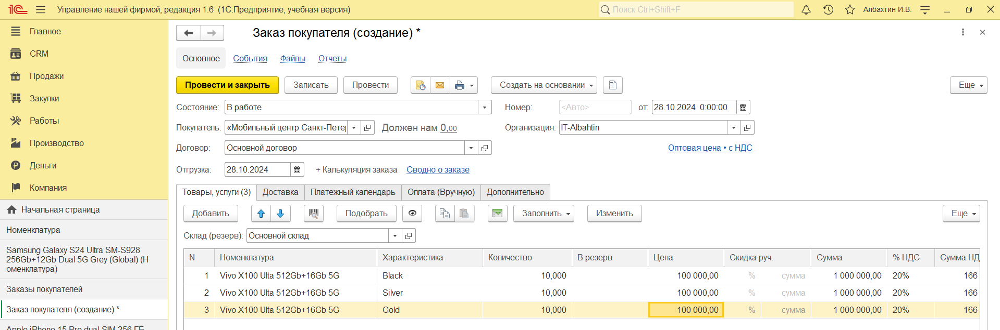 1С Управление нашей фирмой, редакция 1.6 (1С:Предприятие, учебная версия) Поиск Ctrl+Shift+F Албахтин И.В.
Главное
CRM
Продажи
Закупки
Работы
Производство
Деньги
Компания
Начальная страница
Номенклатура
Samsung Galaxy S24 Ultra SM-S928
256Gb+12Gb Dual 5G Grey (Global) (Н
оменклатура)
Заказы покупателей
Заказ покупателя (создание) *
Apple iPhone 15 Pro dual SIM 256 ГБ
Заказ покупателя (создание) *
Основное События Файлы Отчеты
Провести и закрыть Записать Провести Создать на основании Еще
Состояние: В работе Номер: <Авто> от: 28.10.2024 0:00:00
Покупатель: «Мобильный центр Санкт-Петер Должен нам 0,00 Организация: IT-Albahtin
Договор: Основной договор Оптовая цена • с НДС
Отгрузка: 28.10.2024 + Калькуляция заказа Сводно о заказе
Товары, услуги (3) Доставка Платежный календарь Оплата (Вручную) Дополнительно
Добавить Подобрать Заполнить Изменить Еще
Склад (резерв): Основной склад
N Номенклатура Характеристика Количество В резерв Цена Скидка руч. Сумма % НДС Сумма НД
1 Vivo X100 Ulta 512Gb+16Gb 5G Black 10,000 100 000,00 % сумма 1 000 000,00 20% 166
2 Vivo X100 Ulta 512Gb+16Gb 5G Silver 10,000 100 000,00 % сумма 1 000 000,00 20% 166
3 Vivo X100 Ulta 512Gb+16Gb 5G Gold 10,000 100 000,00 % сумма 1 000 000,00 20% 166